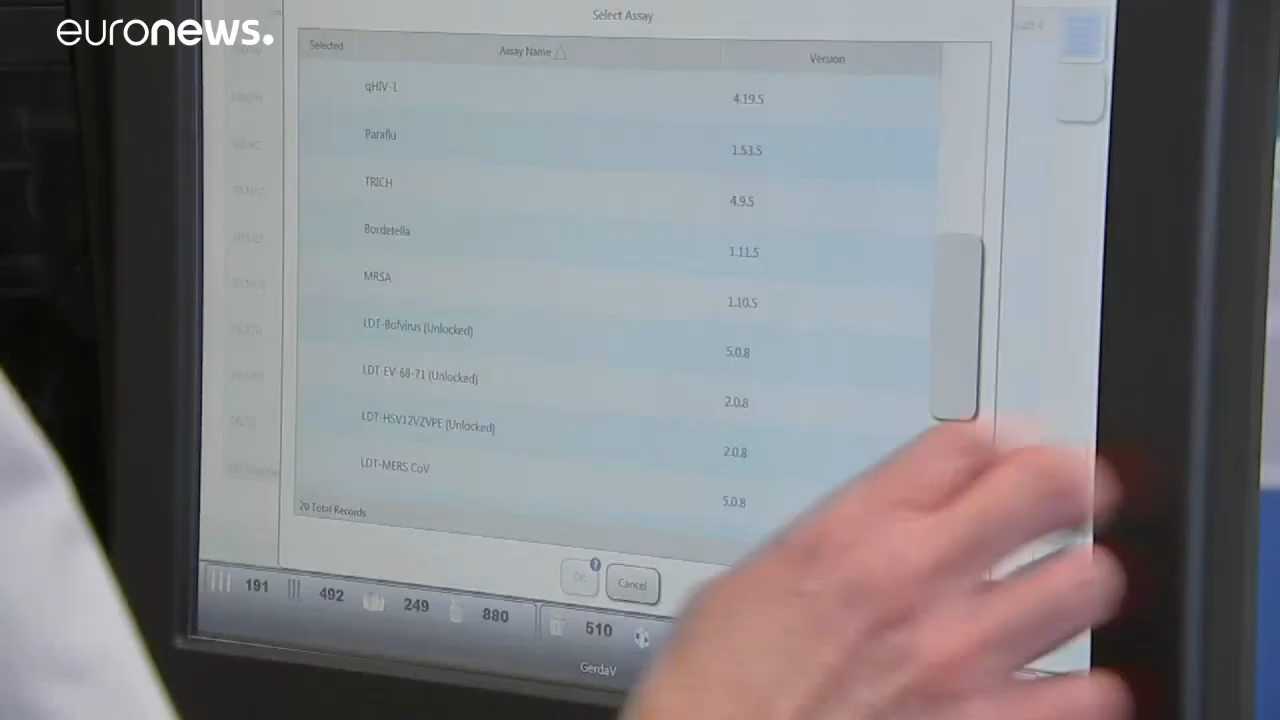 euronews.
Select Assay
Selected Assay Name Version
qHIV-1 4.19.5
Paraflu 1.53.5
TRICH 4.9.5
Bordetella 1.11.5
MRSA 1.10.5
LDT-Bofvirus (Unlocked) 5.0.8
LDT-EV-68-71 (Unlocked) 2.0.8
LDT-HSV12VZVPE (Unlocked) 2.0.8
LDT-MERS CoV 5.0.8
20 Total Records
OK Cancel
191 492 249 880 510
GerdaV